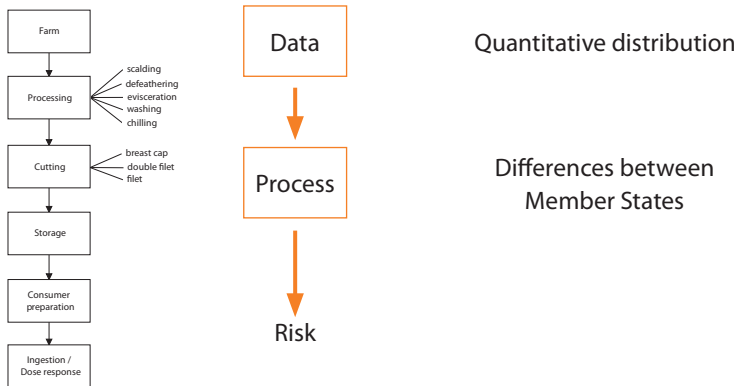 Farm
Processing
scalding
defeathering
evisceration
washing
chilling
Cutting
breast cap
double filet
filet
Storage
Consumer
preparation
Ingestion /
Dose response
Data
Process
Risk
Quantitative distribution
Differences between
Member States